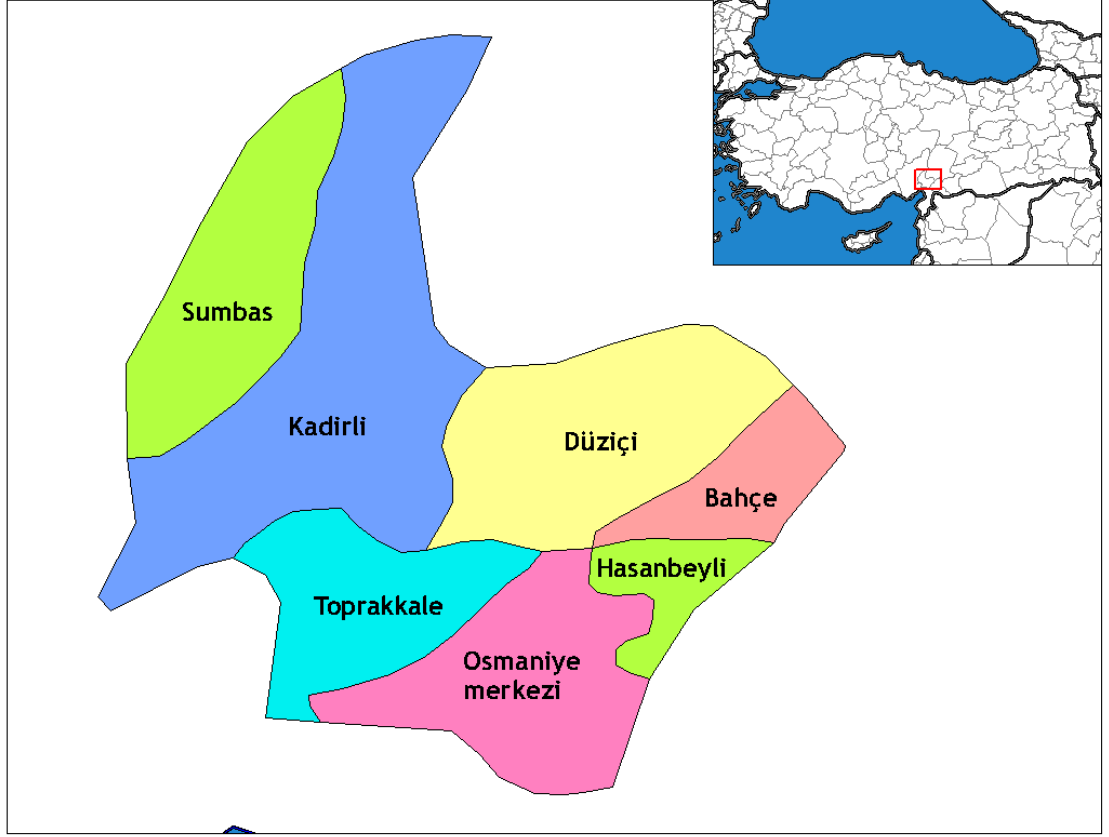 Sumbas
Kadirli
Düziçi
Bahçe
Hasanbeyli
Toprakkale
Osmaniye
merkezi